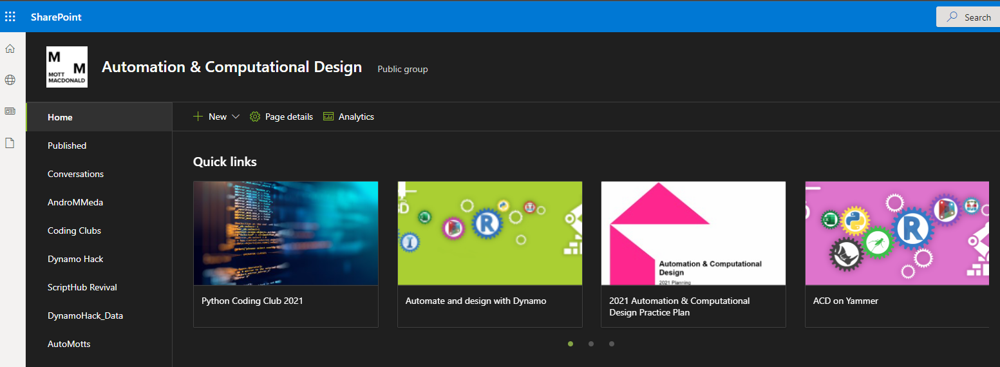 SharePoint
Search
M
M
MOTT
MACDONALD
Automation & Computational Design
Public group
Home
Published
Conversations
AndroMMeda
Coding Clubs
Dynamo Hack
ScriptHub Revival
DynamoHack_Data
AutoMotts
New
Page details
Analytics
Quick links
Python Coding Club 2021
I
R
Automate and design with Dynamo
Automation & Computational
Design
2021 Planning
2021 Automation & Computational
Design Practice Plan
R
ACD on Yammer